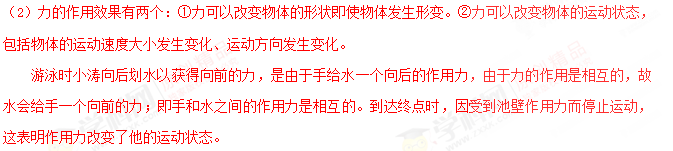 （2）力的作用效果有两个：①力可以改变物体的形状即使物体发生形变。②力可以改变物体的运动状态，
包括物体的运动速度大小发生变化、运动方向发生变化。
游泳时小涛向后划水以获得向前的力，是由于手给水一个向后的作用力，由于力的作用是相互的，故
水会给手一个向前的力；即手和水之间的作用力是相互的。到达终点时，因受到池壁作用力而停止运动，
这表明作用力改变了他的运动状态。